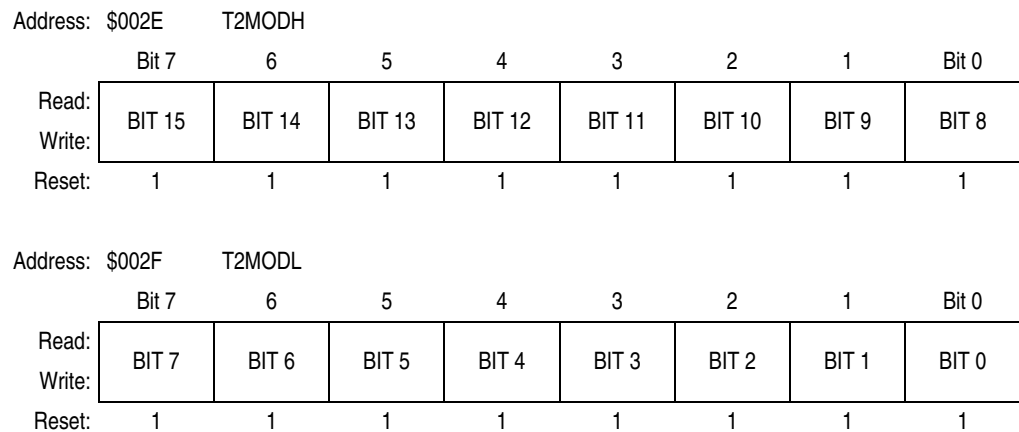 Address: $002E T2MODH
Bit 7 6 5 4 3 2 1 Bit 0
Read:
BIT 15 BIT 14 BIT 13 BIT 12 BIT 11 BIT 10 BIT 9 BIT 8
Write:
Reset: 1 1 1 1 1 1 1 1
Address: $002F T2MODL
Bit 7 6 5 4 3 2 1 Bit 0
Read:
BIT 7 BIT 6 BIT 5 BIT 4 BIT 3 BIT 2 BIT 1 BIT 0
Write:
Reset: 1 1 1 1 1 1 1 1